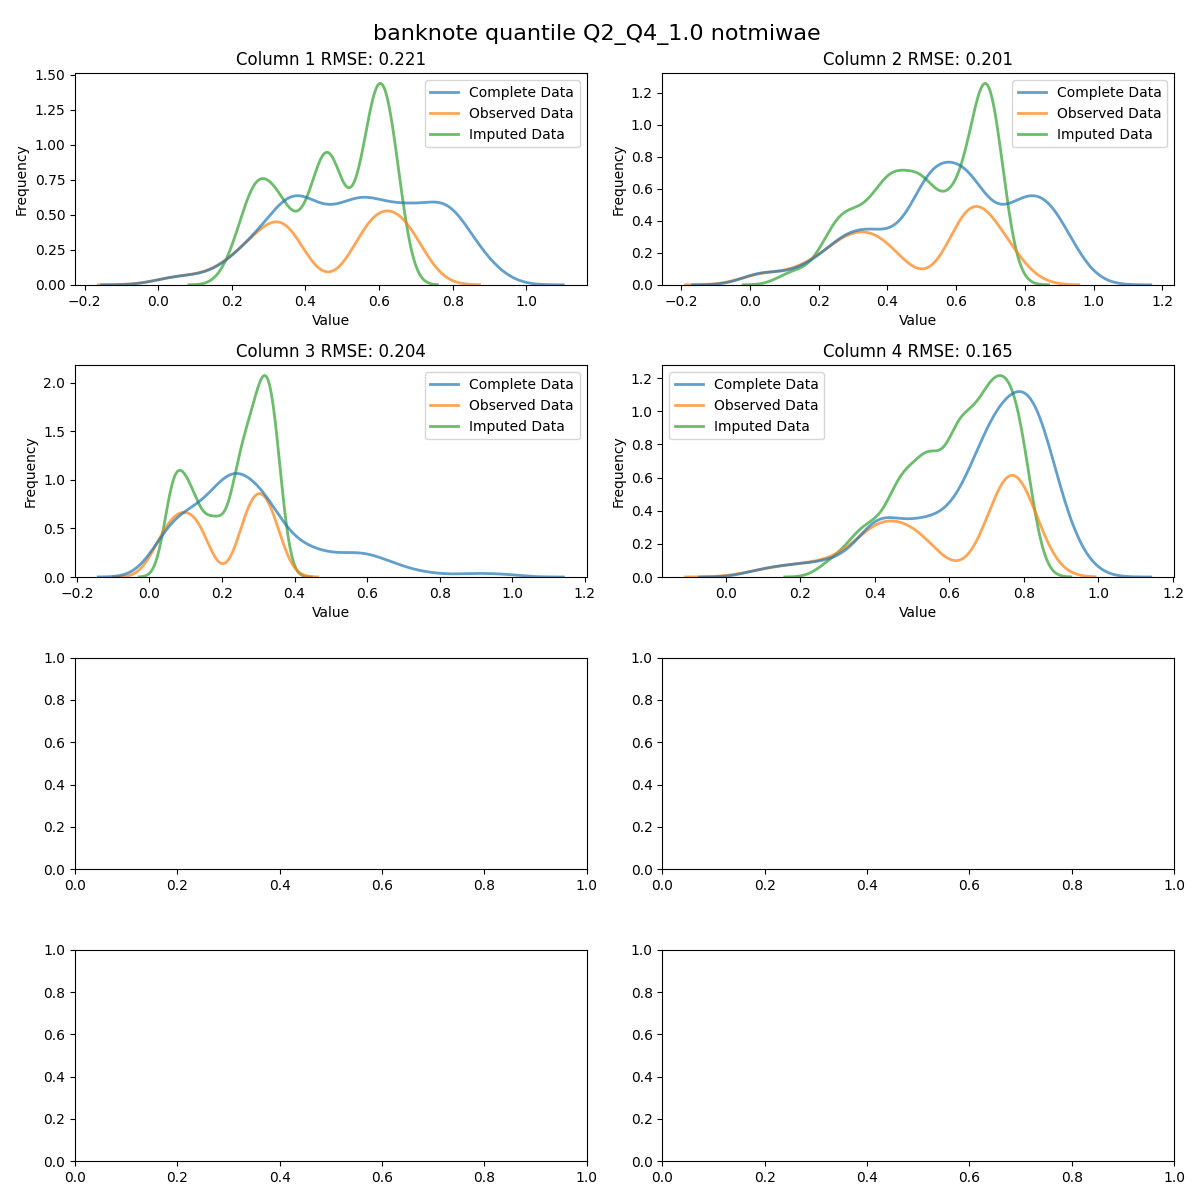 banknote quantile Q2_Q4_1.0 notmiwae
Column 1 RMSE: 0.221
Column 2 RMSE: 0.201
1.50
1.25
1.00
0.75
0.50
0.25
0.00
Frequency
Complete Data
Observed Data
Imputed Data
−0.2 0.0 0.2 0.4 0.6 0.8 1.0
Value
1.2
1.0
0.8
0.6
0.4
0.2
0.0
Frequency
Complete Data
Observed Data
Imputed Data
−0.2 0.0 0.2 0.4 0.6 0.8 1.0 1.2
Value
Column 3 RMSE: 0.204
Column 4 RMSE: 0.165
2.0
1.5
1.0
0.5
0.0
Frequency
Complete Data
Observed Data
Imputed Data
−0.2 0.0 0.2 0.4 0.6 0.8 1.0 1.2
Value
1.2
1.0
0.8
0.6
0.4
0.2
0.0
Frequency
Complete Data
Observed Data
Imputed Data
0.0 0.2 0.4 0.6 0.8 1.0 1.2
Value
1.0
0.8
0.6
0.4
0.2
0.0
0.0 0.2 0.4 0.6 0.8 1.0
1.0
0.8
0.6
0.4
0.2
0.0
0.0 0.2 0.4 0.6 0.8 1.0
1.0
0.8
0.6
0.4
0.2
0.0
0.0 0.2 0.4 0.6 0.8 1.0
1.0
0.8
0.6
0.4
0.2
0.0
0.0 0.2 0.4 0.6 0.8 1.0